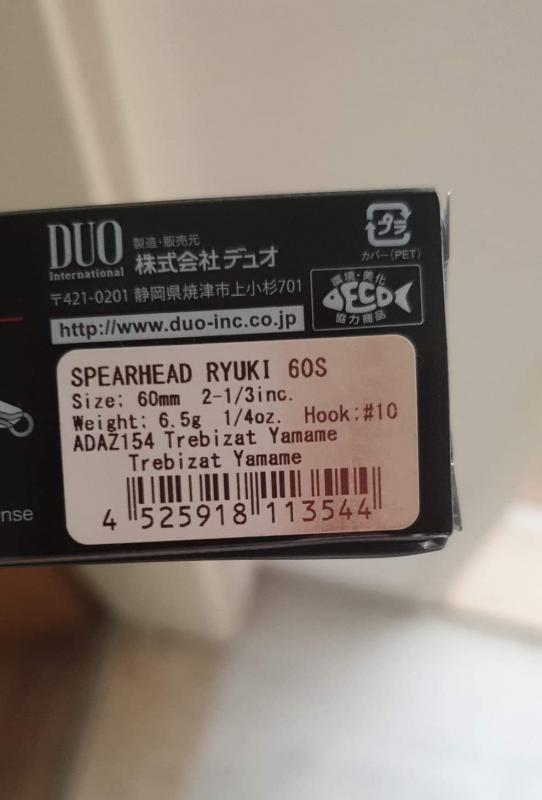 DUO
International
製造・販売元
株式会社デュオ
〒421-0201 静岡県焼津市上小杉701
http://www.duo-inc.co.jp
プラ
カバー(PET)
環境・美化
ECO
協力商品
SPEARHEAD RYUKI 60S
Size: 60mm 2-1/3inc.
Weight: 6.5g 1/4oz. Hook:#10
ADAZ154 Trebizat Yamame
Trebizat Yamame
4 525918 113544
nse